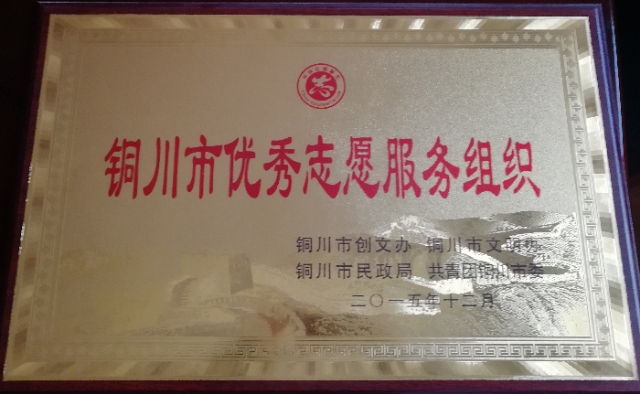 铜川市优秀志愿服务组织
铜川市创文办 铜川市文明办
铜川市民政局 共青团铜川市委
二〇一五年十二月